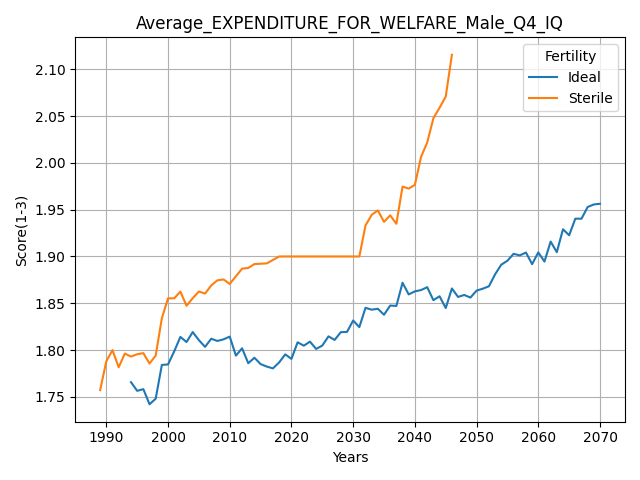 Average_EXPENDITURE_FOR_WELFARE_Male_Q4_IQ
Fertility
Ideal
Sterile
Score(1-3)
2.10
2.05
2.00
1.95
1.90
1.85
1.80
1.75
1990 2000 2010 2020 2030 2040 2050 2060 2070
Years